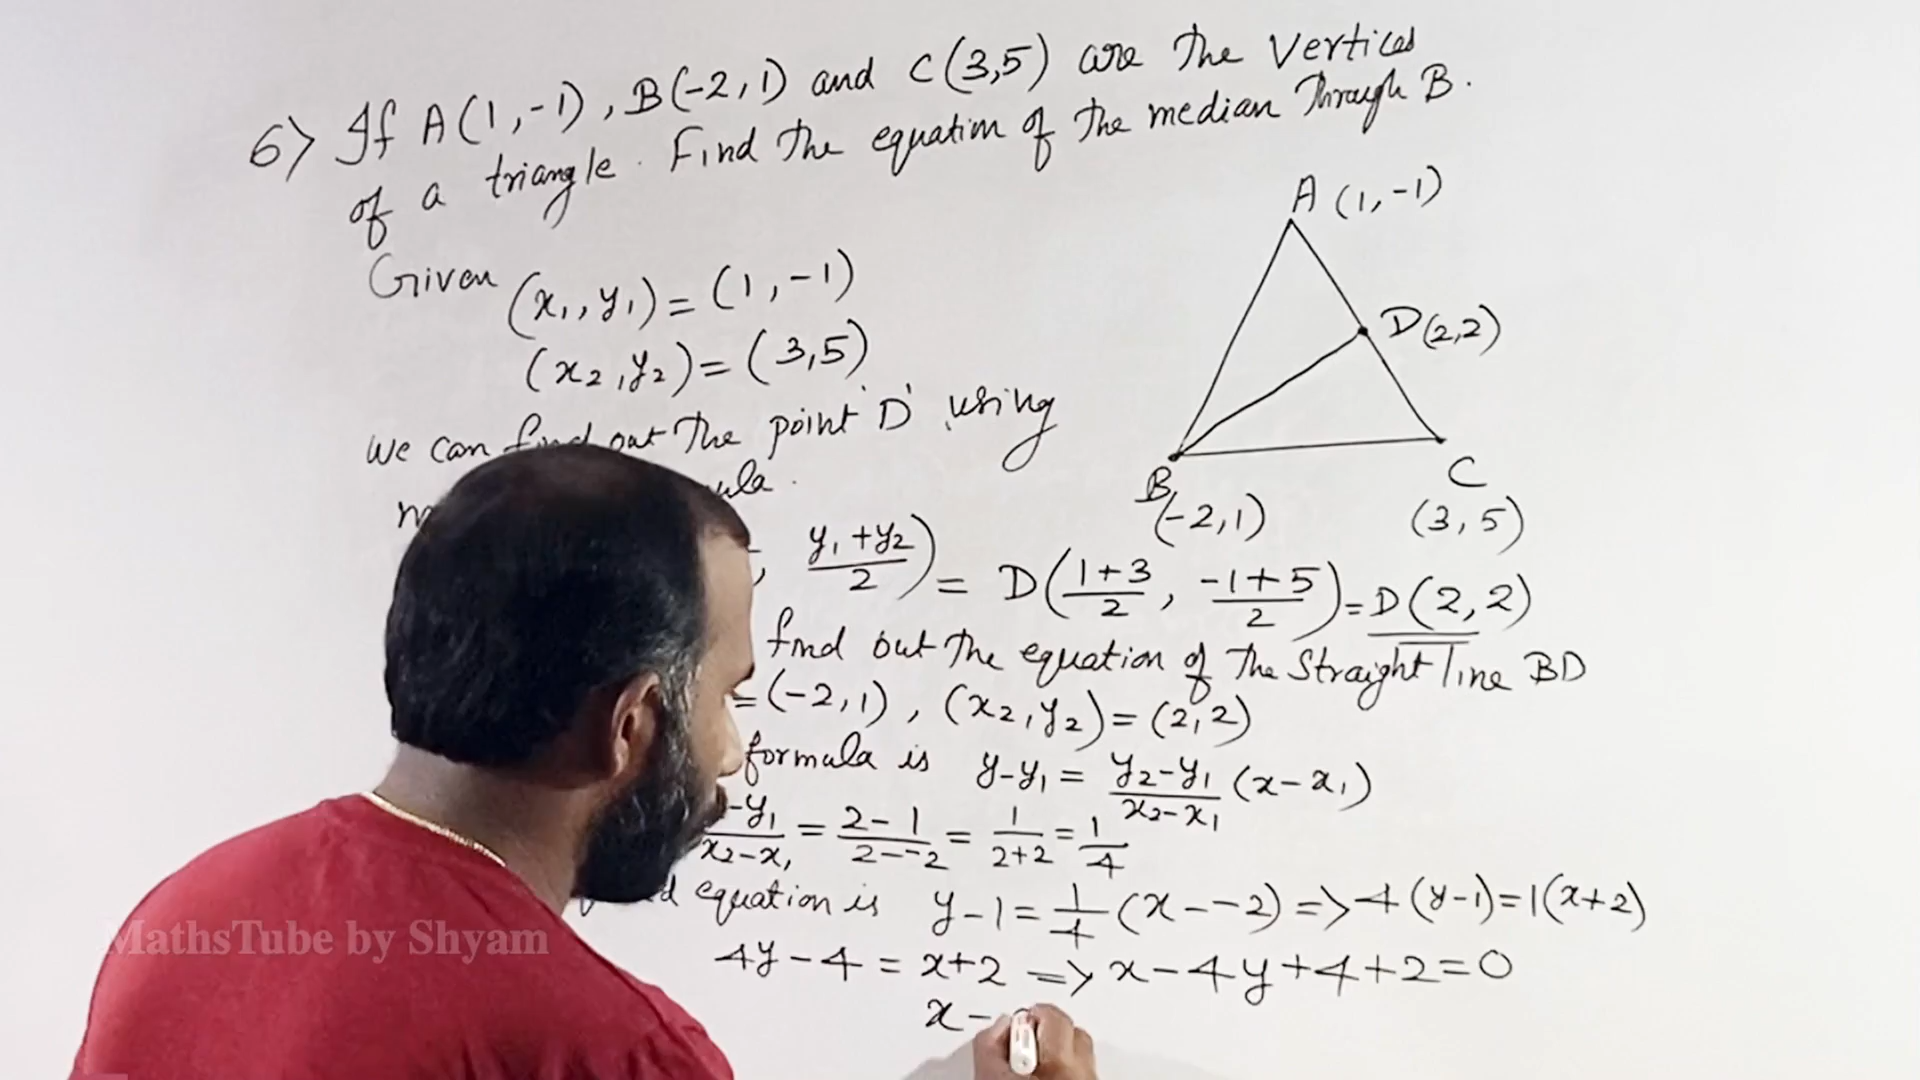 6) If A(1,-1), B(-2,1) and C(3,5) are the vertices
of a triangle. Find the equation of the median through B.
A (1,-1)
Given (x₁,y₁)=(1,-1)
(x₂,y₂)=(3,5)
D(2,2)
we can find out the point 'D' using
B
(-2,1)
C
(3,5)
, y₁+y₂/2) = D(1+3/2, -1+5/2)=D(2,2)
find out the equation of the straight line BD
=(-2,1), (x₂,y₂)=(2,2)
formula is y-y₁ = y₂-y₁/x₂-x₁ (x-x₁)
-y₁/x₂-x₁ = 2-1/2--2 = 1/2+2 = 1/4
equation is y-1=1/4(x--2)=>4(y-1)=1(x+2)
4y-4=x+2 => x-4y+4+2=0
x-
MathsTube by Shyam